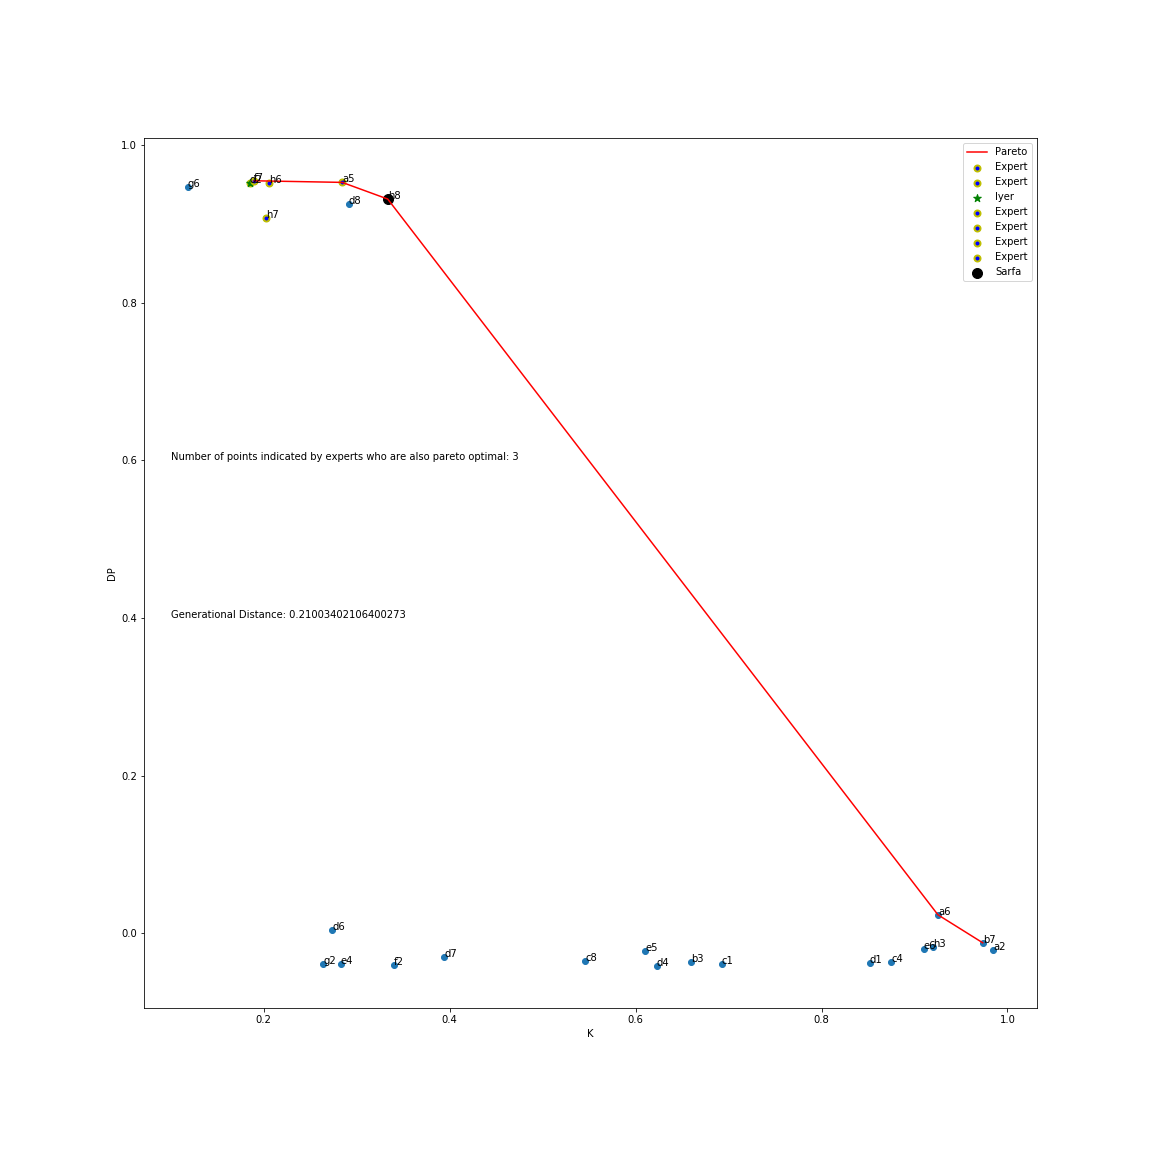 1.0
0.8
0.6
0.4
0.2
0.0
DP
0.2
0.4
0.6
0.8
1.0
K
Pareto
Expert
Expert
Iyer
Expert
Expert
Expert
Expert
Sarfa
g6
f7
h6
a5
b8
d8
h7
Number of points indicated by experts who are also pareto optimal: 3
Generational Distance: 0.21003402106400273
a6
b7
a2
h3
d6
g2
e4
f2
d7
c8
e5
d4
b3
c1
d1
c4